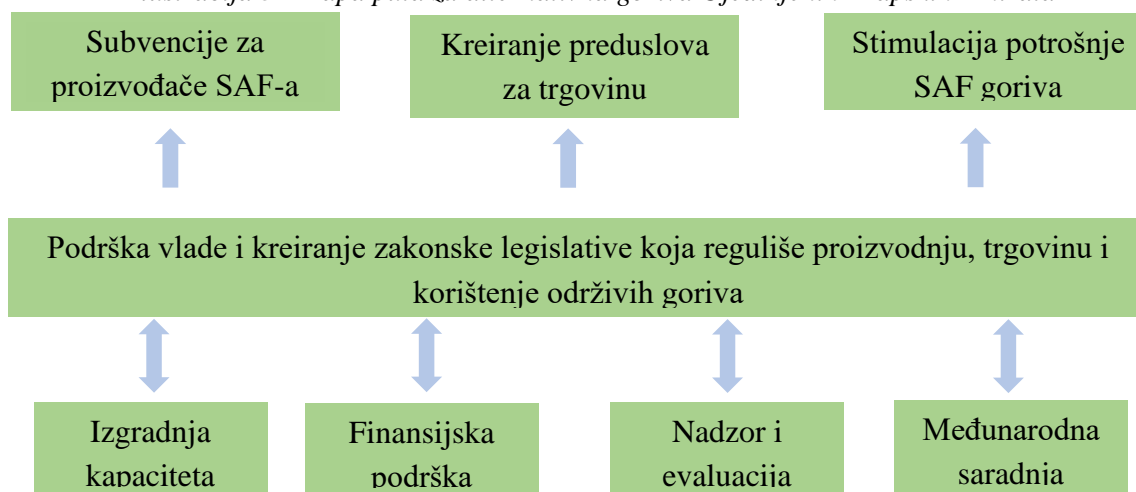 Subvencije za
proizvođače SAF-a
Kreiranje preduslova
za trgovinu
Stimulacija potrošnje
SAF goriva
Podrška vlade i kreiranje zakonske legislative koja reguliše proizvodnju, trgovinu i
korištenje održivih goriva
Izgradnja
kapaciteta
Finansijska
podrška
Nadzor i
evaluacija
Međunarodna
saradnja